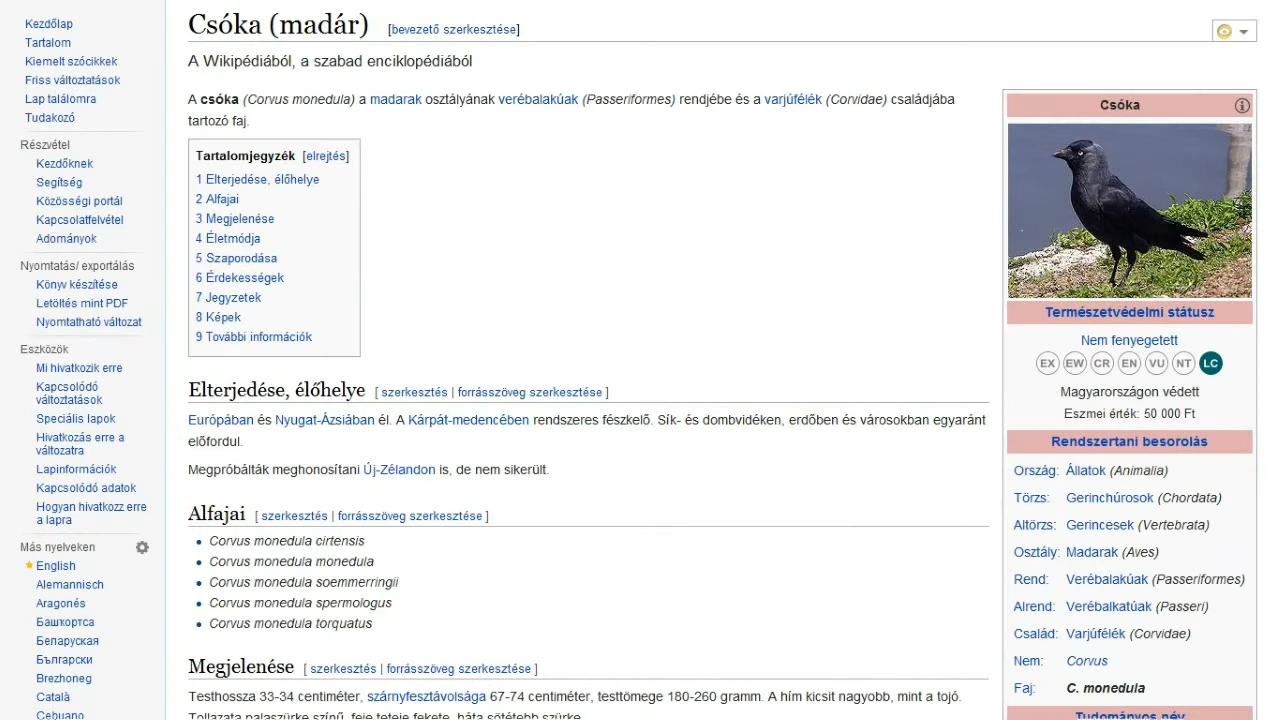 Kezdőlap
Tartalom
Kiemelt szócikkek
Friss változtatások
Lap találomra
Tudakozó
Részvétel
Kezdőknek
Segítség
Közösségi portál
Kapcsolatfelvétel
Adományok
Nyomtatás/ exportálás
Könyv készítése
Letöltés mint PDF
Nyomtatható változat
Eszközök
Mi hivatkozik erre
Kapcsolódó
változtatások
Speciális lapok
Hivatkozás erre a
változatra
Lapinformációk
Kapcsolódó adatok
Hogyan hivatkozz erre
a lapra
Más nyelveken
English
Alemannisch
Aragonés
Башҡортса
Беларуская
Български
Brezhoneg
Català
Cebuano
Csóka (madár) [bevezető szerkesztése]
A Wikipédiából, a szabad enciklopédiából
A csóka (Corvus monedula) a madarak osztályának verébalakúak (Passeriformes) rendjébe és a varjúfélék (Corvidae) családjába
tartozó faj.
Tartalomjegyzék [elrejtés]
1 Elterjedése, élőhelye
2 Alfajai
3 Megjelenése
4 Életmódja
5 Szaporodása
6 Érdekességek
7 Jegyzetek
8 Képek
9 További információk
Elterjedése, élőhelye [ szerkesztés | forrásszöveg szerkesztése ]
Európában és Nyugat-Ázsiában él. A Kárpát-medencében rendszeres fészkelő. Sík- és dombvidéken, erdőben és városokban egyaránt
előfordul.
Megpróbálták meghonosítani Új-Zélandon is, de nem sikerült.
Alfajai [ szerkesztés | forrásszöveg szerkesztése ]
Corvus monedula cirtensis
Corvus monedula monedula
Corvus monedula soemmerringii
Corvus monedula spermologus
Corvus monedula torquatus
Megjelenése [ szerkesztés | forrásszöveg szerkesztése ]
Testhossza 33-34 centiméter, szárnyfesztávolsága 67-74 centiméter, testtömege 180-260 gramm. A hím kicsit nagyobb, mint a tojó.
Tollazata palaszürke színű, feje teteje fekete, háta sötétebb szürke.
Csóka
Természetvédelmi státusz
Nem fenyegetett
EX EW CR EN VU NT LC
Magyarországon védett
Eszmei érték: 50 000 Ft
Rendszertani besorolás
Ország: Állatok (Animalia)
Törzs: Gerinchúrosok (Chordata)
Altörzs: Gerincesek (Vertebrata)
Osztály: Madarak (Aves)
Rend: Verébalakúak (Passeriformes)
Alrend: Verébalkatúak (Passeri)
Család: Varjúfélék (Corvidae)
Nem: Corvus
Faj: C. monedula
Tudományos név